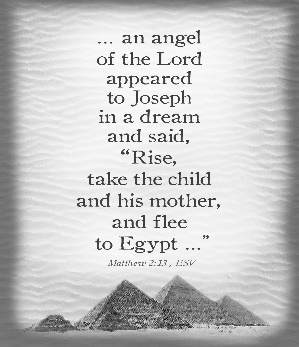 ... an angel
of the Lord
appeared
to Joseph
in a dream
and said,
“Rise,
take the child
and his mother,
and flee
to Egypt ...”
Matthew 2:13, ESV